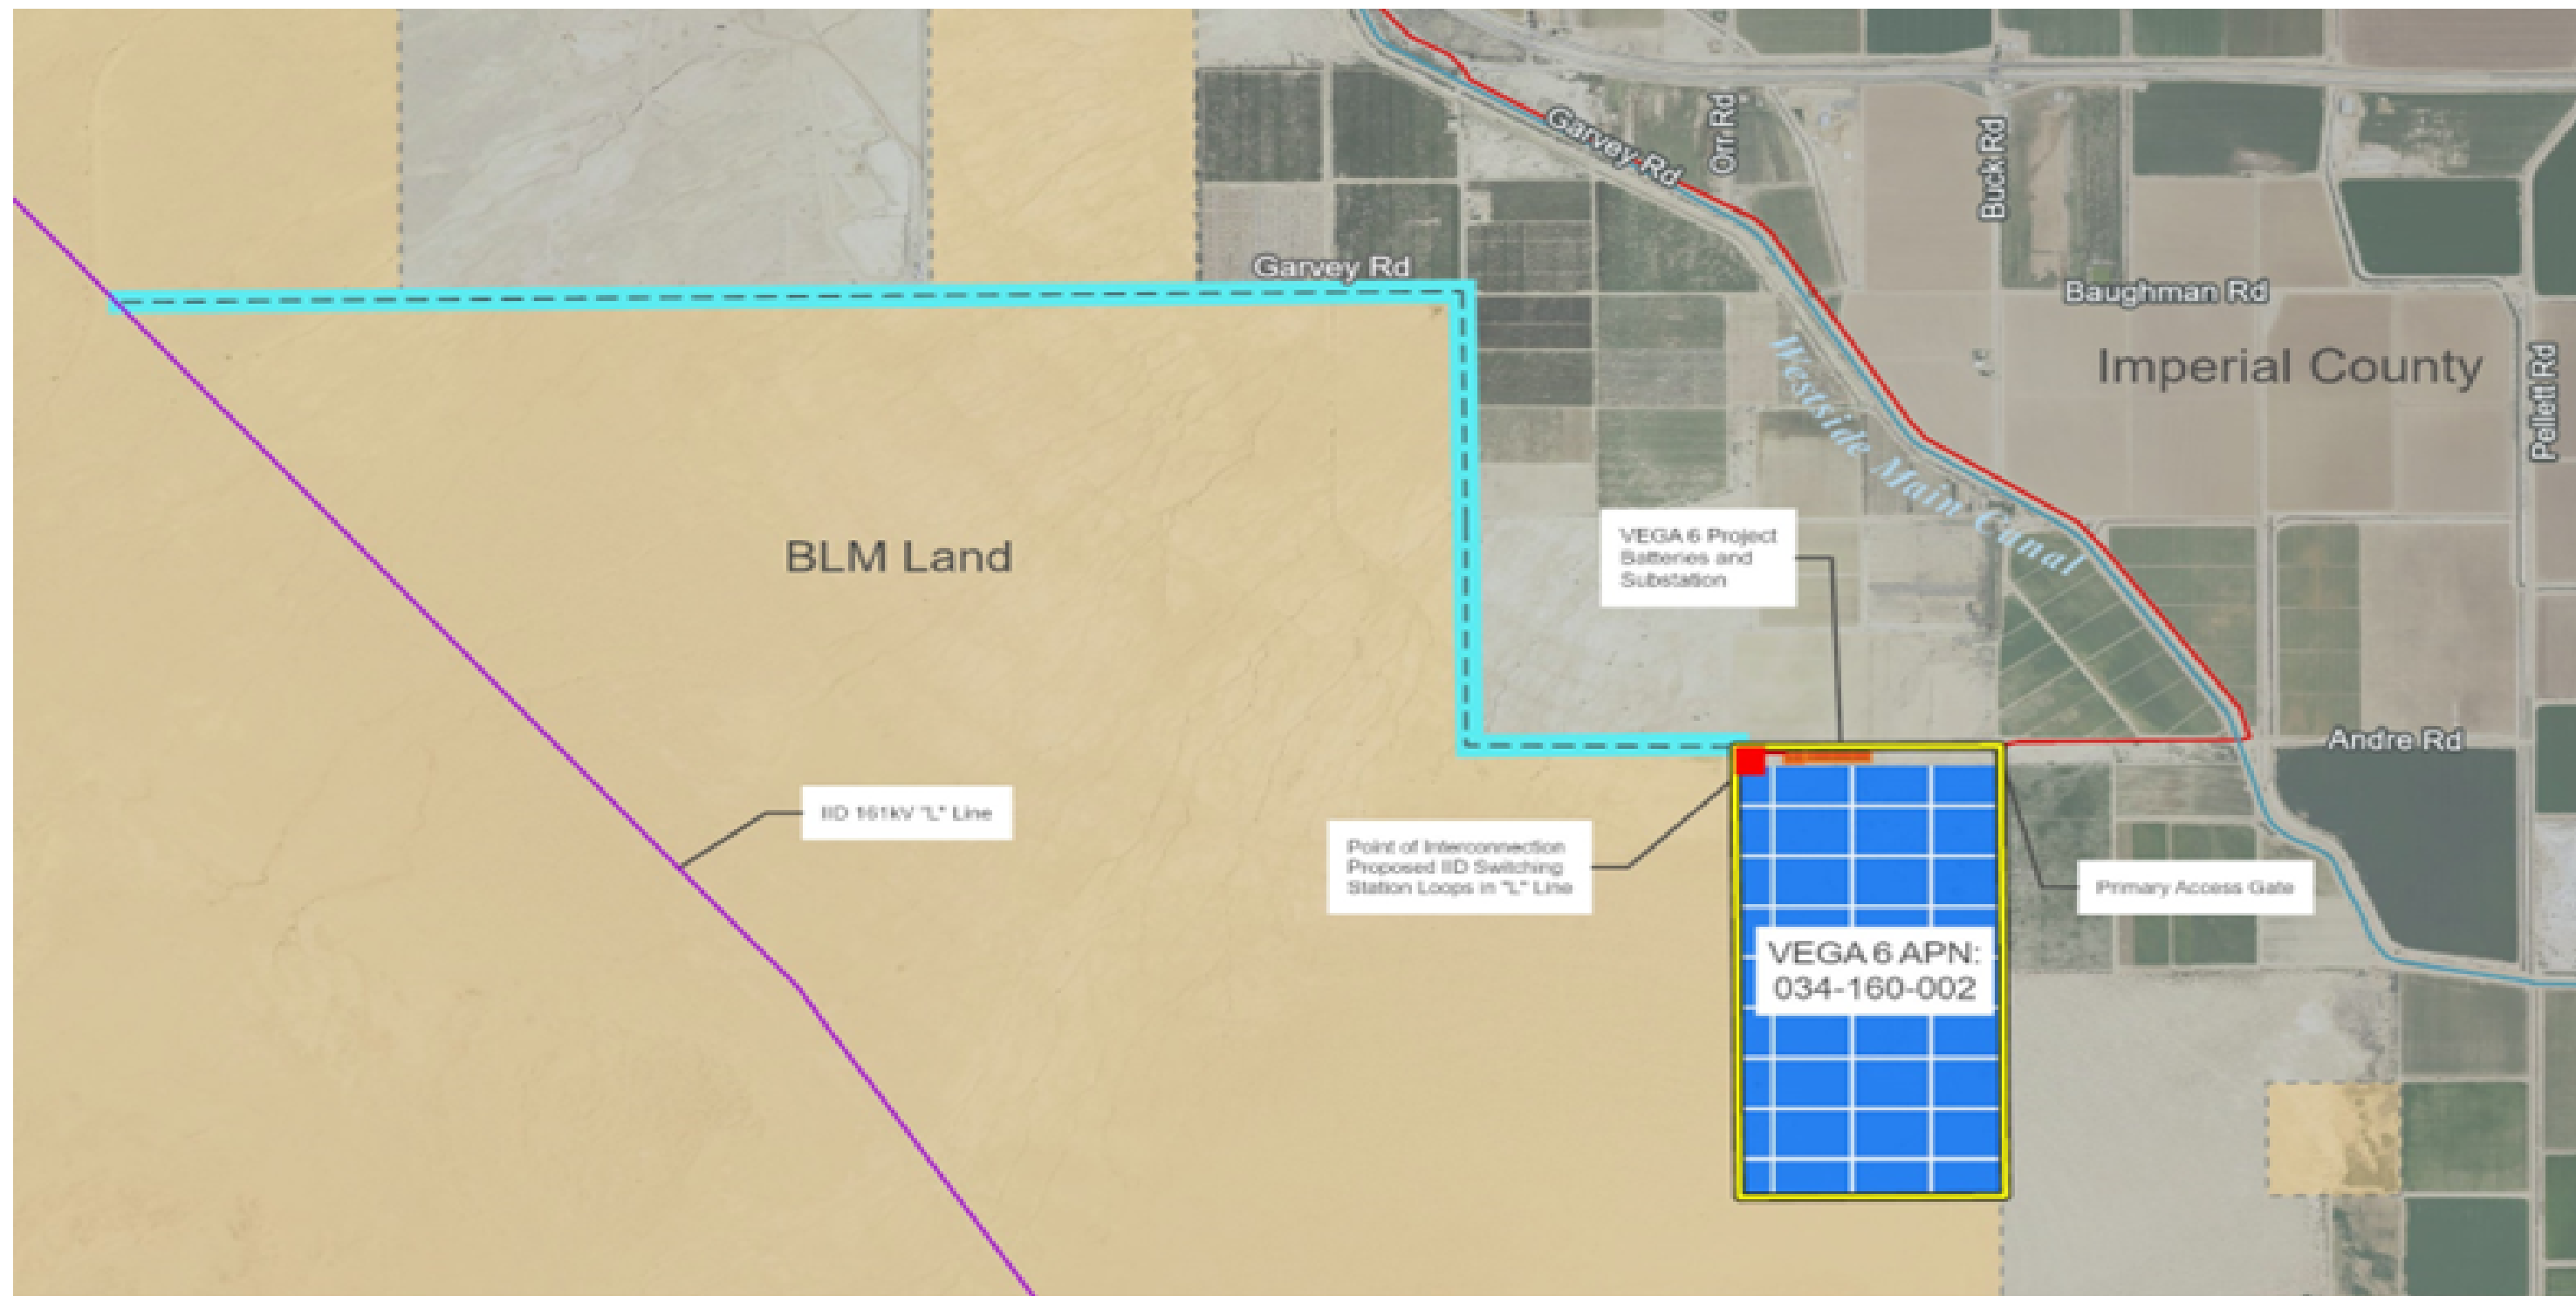 Garvey Rd
Orr Rd
Buck Rd
Garvey Rd
Baughman Rd
Imperial County
Pellett Rd
Westside Main Canal
BLM Land
VEGA 6 Project
Batteries and
Substation
Andre Rd
IID 161kV "L" Line
Point of Interconnection
Proposed IID Switching
Station Loops in "L" Line
Primary Access Gate
VEGA 6 APN:
034-160-002